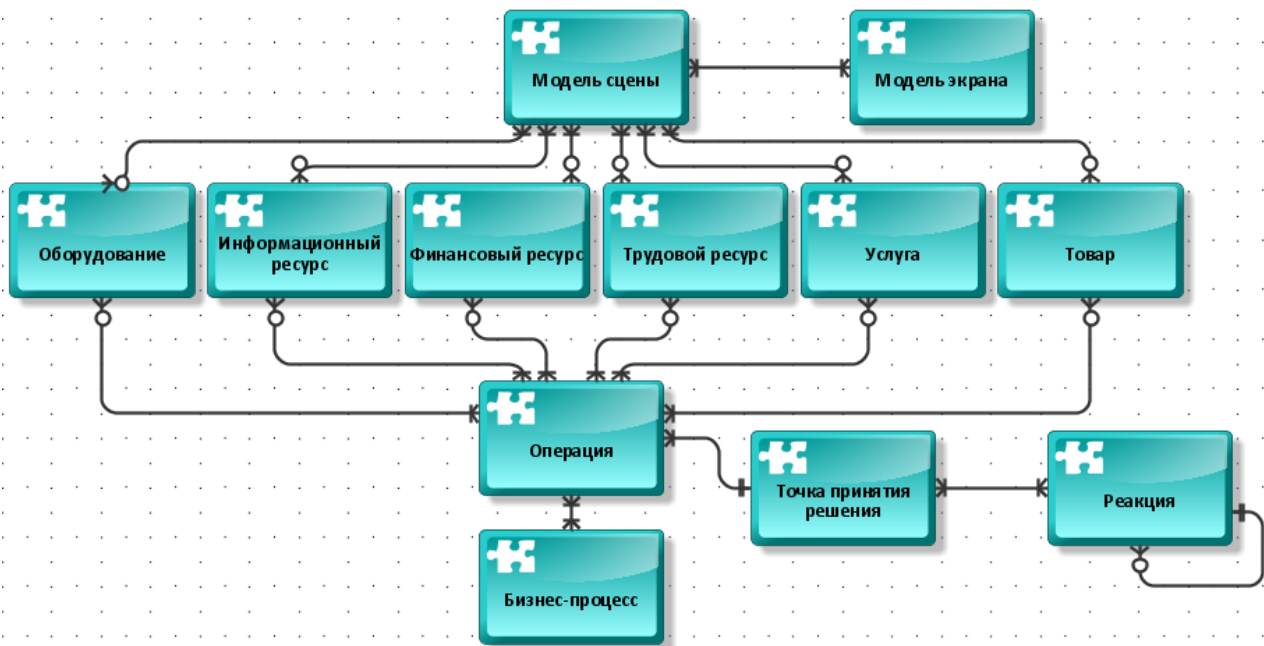 Модель сцены
Модель экрана
Оборудование
Информационный
ресурс
Финансовый ресурс
Трудовой ресурс
Услуга
Товар
Операция
Точка принятия
решения
Реакция
Бизнес-процесс